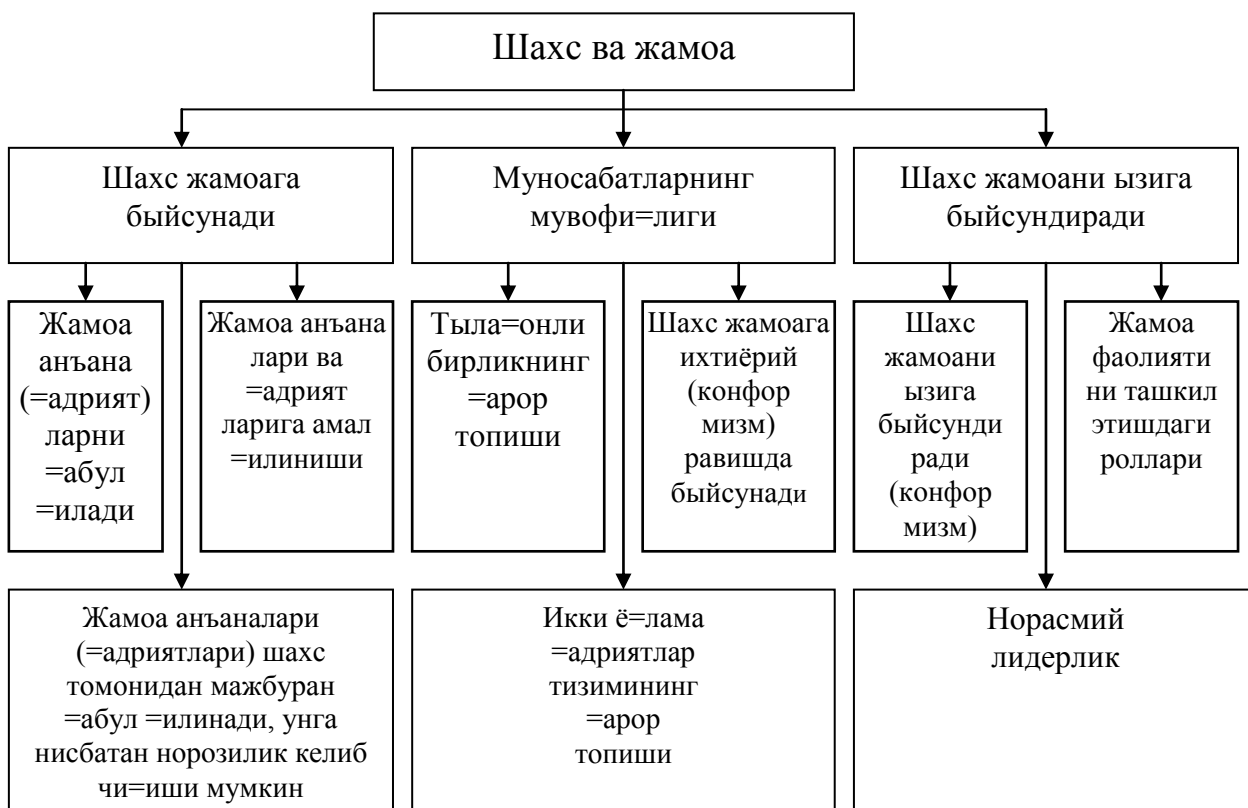 Шахс ва жамоа
Шахс жамоага
быйсунади
Муносабатларнинг
мувофи=лиги
Шахс жамоани ызига
быйсундиради
Жамоа
анъана
(=адрият)
ларни
=абул
=илади
Жамоа анъана
лари ва
=адрият
ларига амал
=илиниши
Тыла=онли
бирликнинг
=арор
топиши
Шахс жамоага
ихтиёрий
(конфор
мизм)
равишда
быйсунади
Шахс
жамоани
ызига
быйсунди
ради
(конфор
мизм)
Жамоа
фаолияти
ни ташкил
этишдаги
роллари
Жамоа анъаналари
(=адриятлари) шахс
томонидан мажбуран
=абул =илинади, унга
нисбатан норозилик келиб
чи=иши мумкин
Икки ё=лама
=адриятлар
тизимининг
=арор
топиши
Норасмий
лидерлик